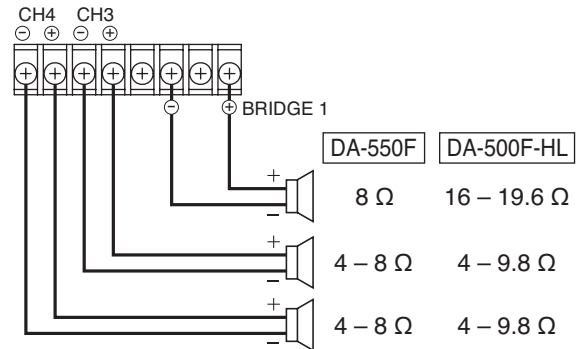 CH4 CH3
⊖ ⊕ ⊖ ⊕
⊖ ⊕ BRIDGE 1
DA-550F DA-500F-HL
+
− 8 Ω 16 – 19.6 Ω
+
− 4 – 8 Ω 4 – 9.8 Ω
+
− 4 – 8 Ω 4 – 9.8 Ω